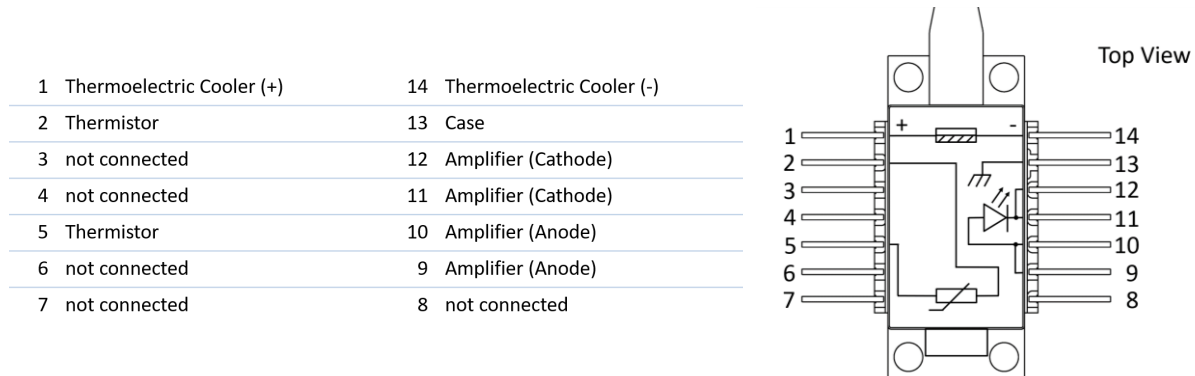 1 Thermoelectric Cooler (+) 14 Thermoelectric Cooler (-)
2 Thermistor 13 Case
3 not connected 12 Amplifier (Cathode)
4 not connected 11 Amplifier (Cathode)
5 Thermistor 10 Amplifier (Anode)
6 not connected 9 Amplifier (Anode)
7 not connected 8 not connected
Top View
+ -
1 14
2 13
3 12
4 11
5 10
6 9
7 8